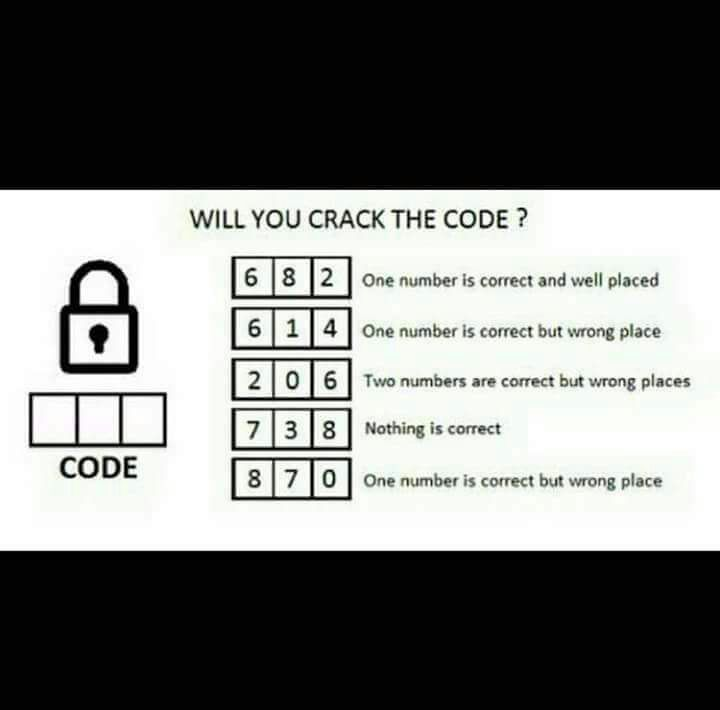 WILL YOU CRACK THE CODE ?
6 8 2 One number is correct and well placed
6 1 4 One number is correct but wrong place
2 0 6 Two numbers are correct but wrong places
7 3 8 Nothing is correct
8 7 0 One number is correct but wrong place
CODE